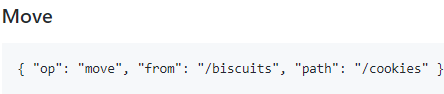 Move
{ "op": "move", "from": "/biscuits", "path": "/cookies" }